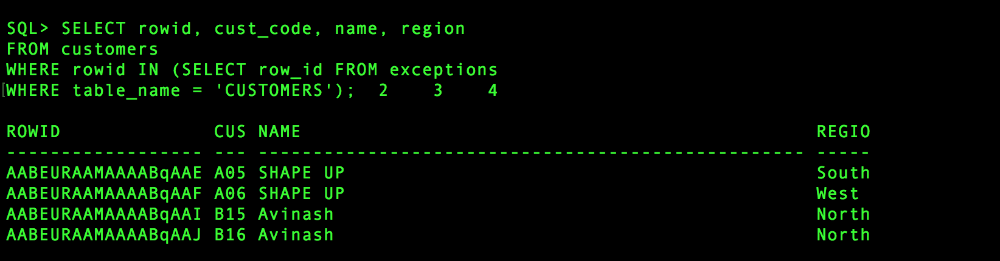 SQL> SELECT rowid, cust_code, name, region
FROM customers
WHERE rowid IN (SELECT row_id FROM exceptions
[WHERE table_name = 'CUSTOMERS');  2    3    4
ROWID              CUS NAME                                               REGIO
------------------ --- -------------------------------------------------- -----
AABEURAAMAAAABqAAE A05 SHAPE UP                                           South
AABEURAAMAAAABqAAF A06 SHAPE UP                                           West
AABEURAAMAAAABqAAI B15 Avinash                                            North
AABEURAAMAAAABqAAJ B16 Avinash                                            North